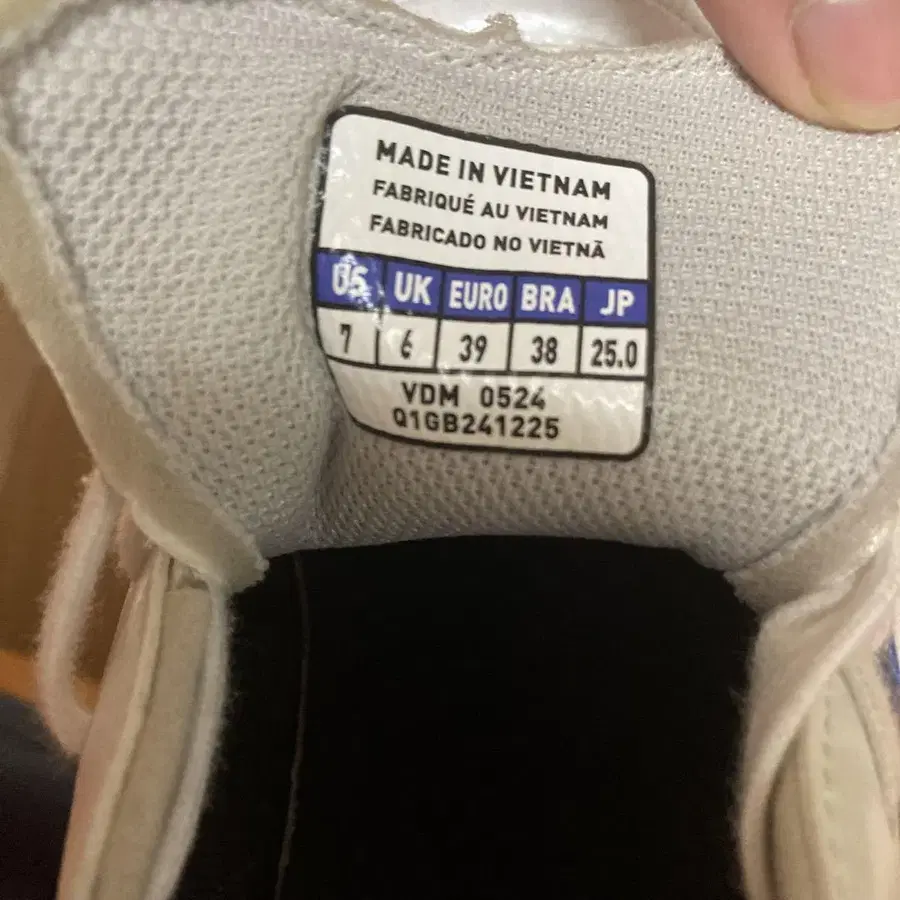 MADE IN VIETNAM
FABRIQUÉ AU VIETNAM
FABRICADO NO VIETNÃ
US UK EURO BRA JP
7 6 39 38 25.0
VDM 0524
Q1GB241225